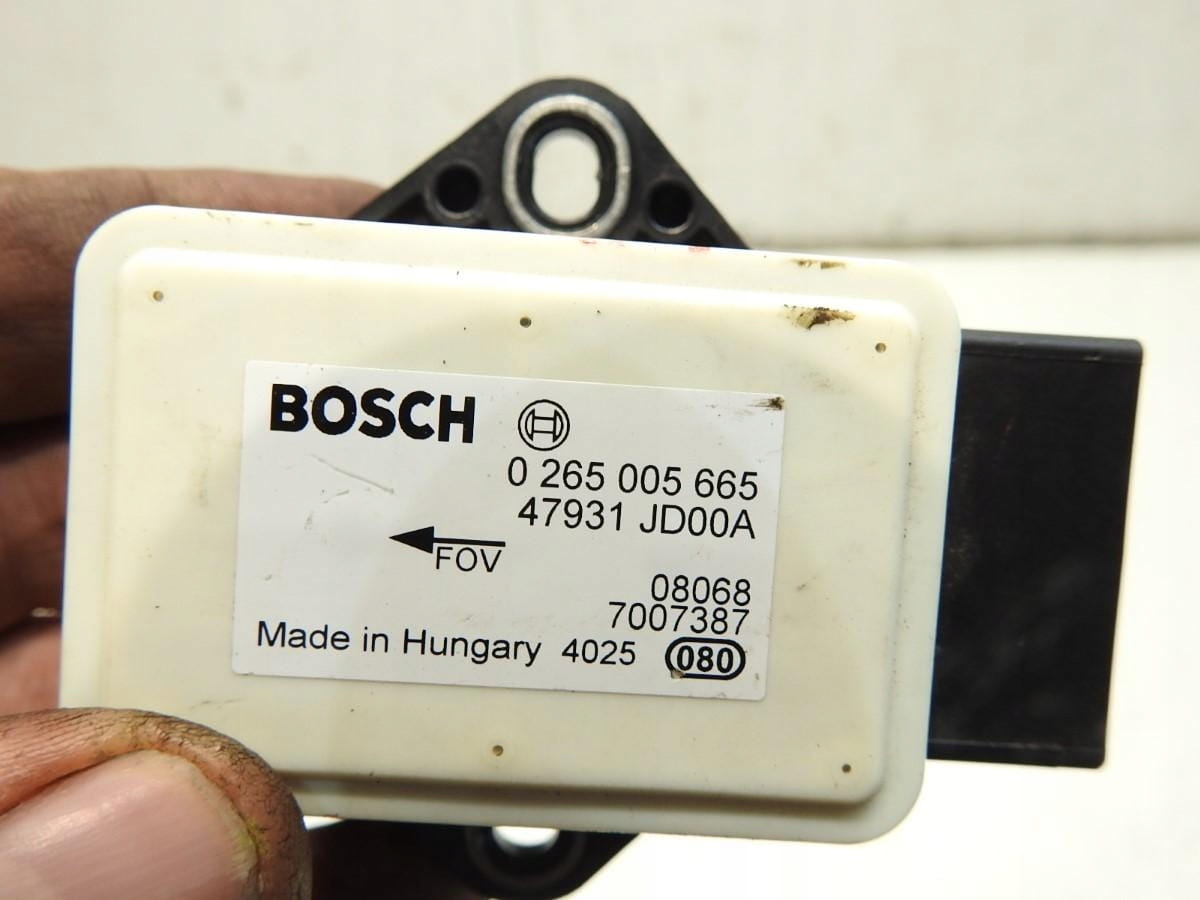 BOSCH
0 265 005 665
47931 JD00A
FOV
08068
7007387
Made in Hungary 4025 080